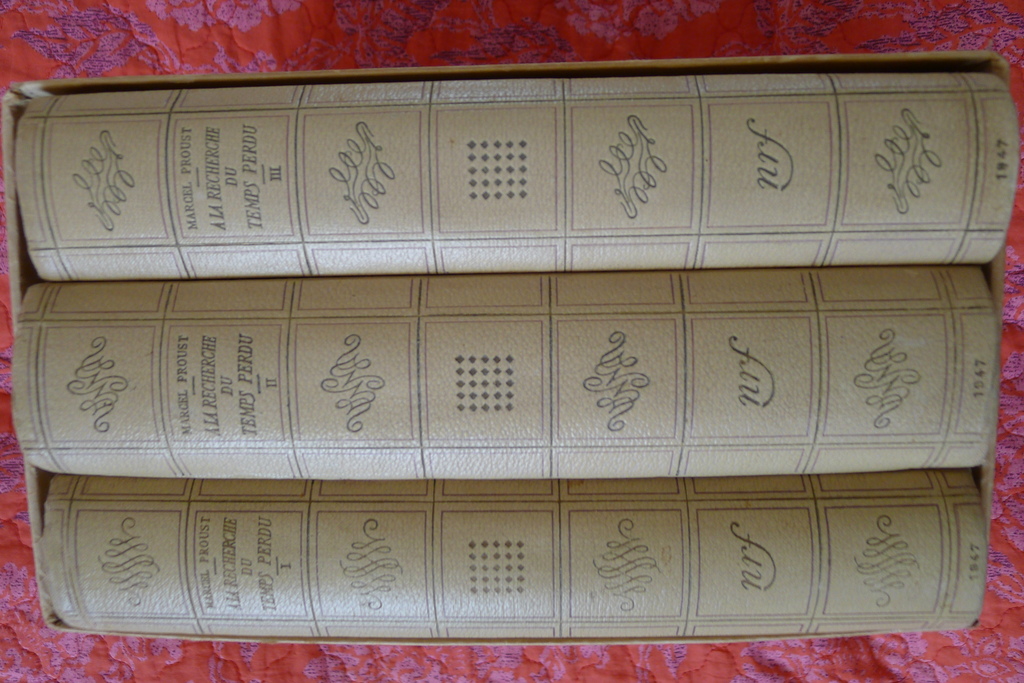 MARCEL PROUST
A LA RECHERCHE
DU
TEMPS PERDU
III
nrf
1947
MARCEL PROUST
A LA RECHERCHE
DU
TEMPS PERDU
II
nrf
1947
MARCEL PROUST
A LA RECHERCHE
DU
TEMPS PERDU
I
nrf
1947